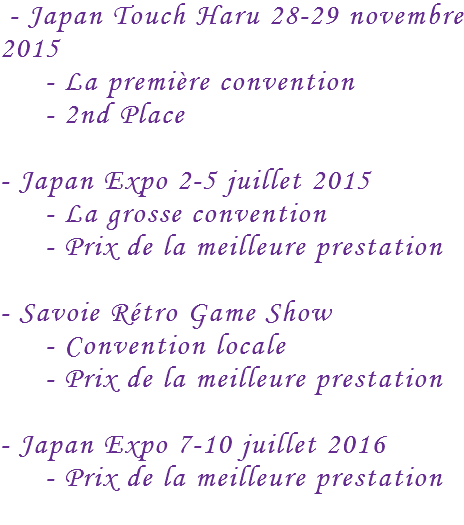 - Japan Touch Haru 28-29 novembre
2015
- La première convention
- 2nd Place
- Japan Expo 2-5 juillet 2015
- La grosse convention
- Prix de la meilleure prestation
- Savoie Rétro Game Show
- Convention locale
- Prix de la meilleure prestation
- Japan Expo 7-10 juillet 2016
- Prix de la meilleure prestation